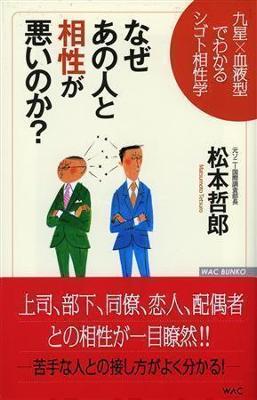 九星×血液型
でわかる
シゴト相性学
なぜ
あの人と
相性が
悪いのか?
元ソニー国際調査部長
松本哲郎
Matsumoto Tetsuro
WAC BUNKO
上司、部下、同僚、恋人、配偶者
との相性が一目瞭然!!
苦手な人との接し方がよく分かる!
WAC